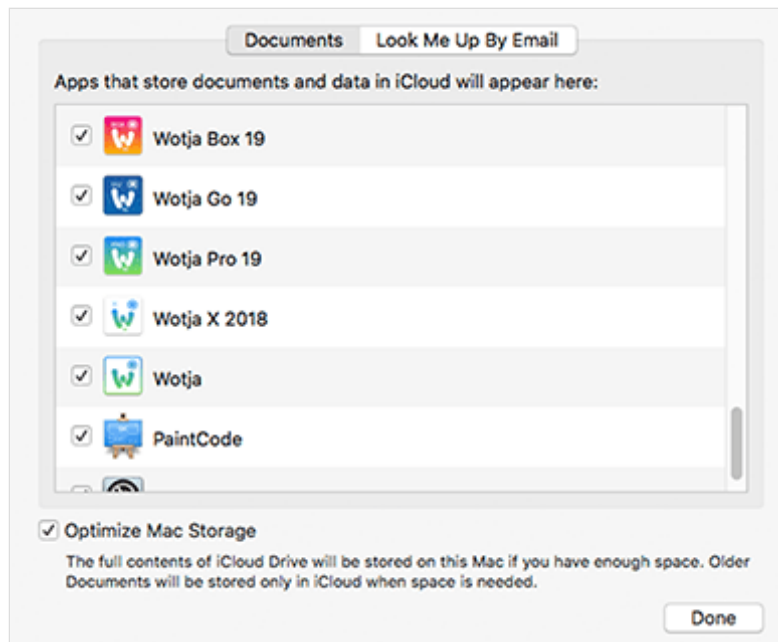 Documents
Look Me Up By Email
Apps that store documents and data in iCloud will appear here:
Wotja Box 19
Wotja Go 19
Wotja Pro 19
Wotja X 2018
Wotja
PaintCode
Optimize Mac Storage
The full contents of iCloud Drive will be stored on this Mac if you have enough space. Older
Documents will be stored only in iCloud when space is needed.
Done